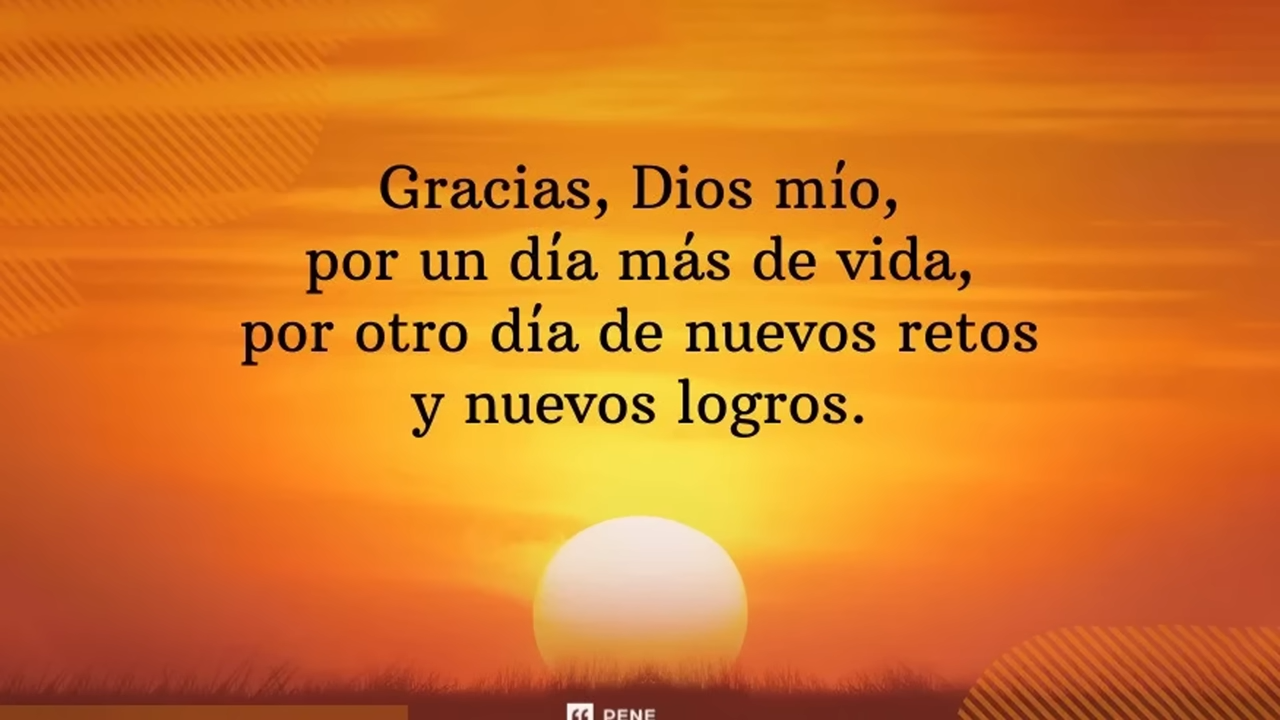 Gracias, Dios mío,
por un día más de vida,
por otro día de nuevos retos
y nuevos logros.